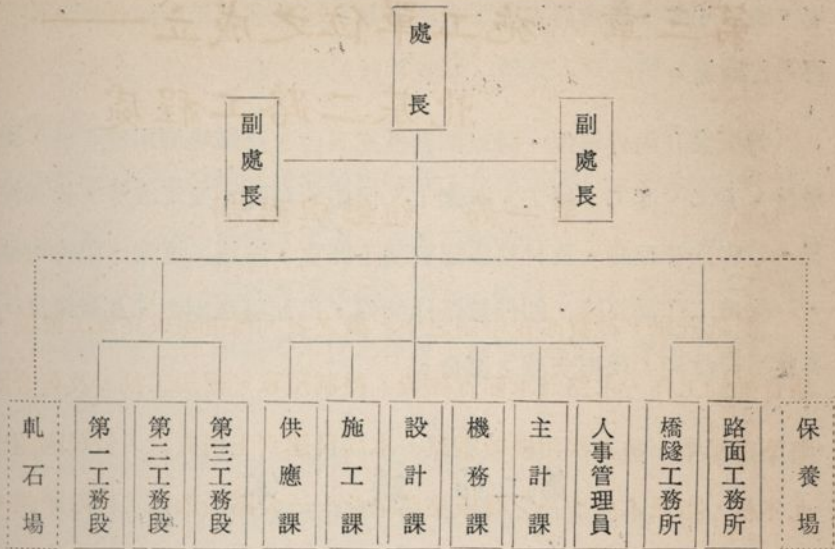 處長
副處長
副處長
軋石場
第一工務段
第二工務段
第三工務段
供應課
施工課
設計課
機務課
主計課
人事管理員
橋隧工務所
路面工務所
保養場